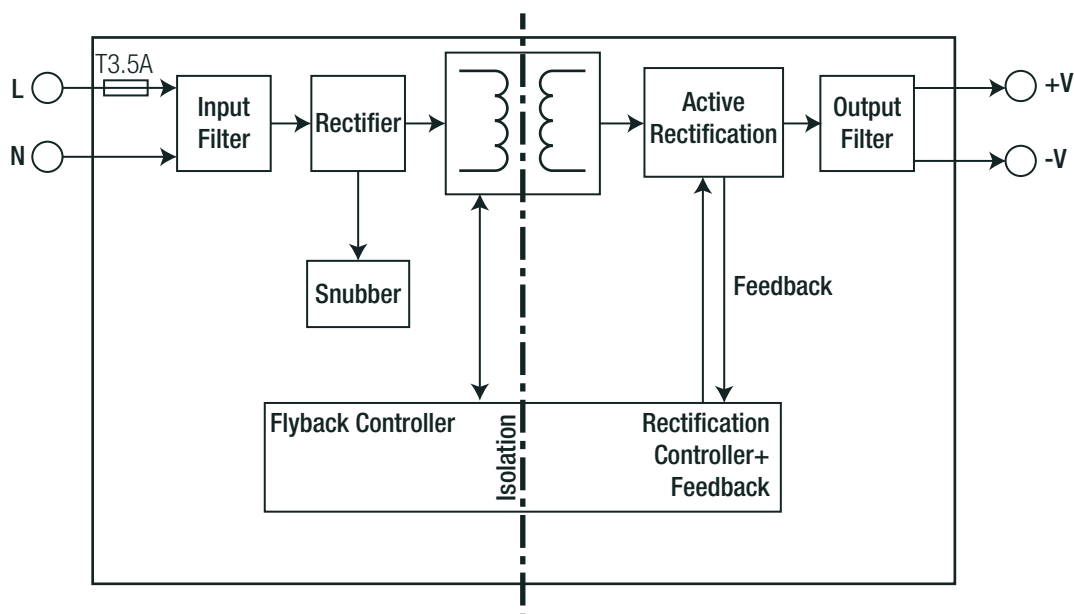 T3.5A
L
N
Input
Filter
Rectifier
Active
Rectification
Output
Filter
+V
-V
Snubber
Feedback
Flyback Controller
Isolation
Rectification
Controller+
Feedback